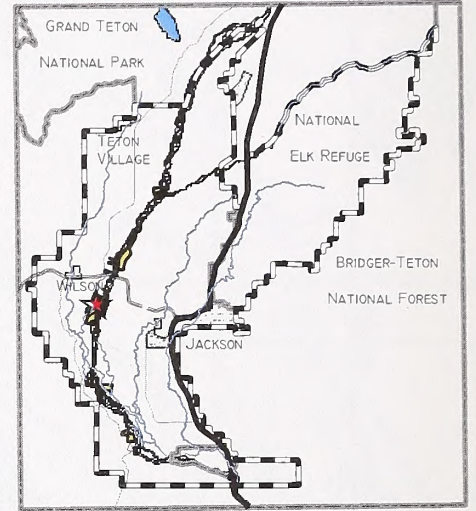 GRAND TETON
NATIONAL PARK
TETON
VILLAGE
NATIONAL
ELK REFUGE
BRIDGER-TETON
NATIONAL FOREST
WILSON
JACKSON